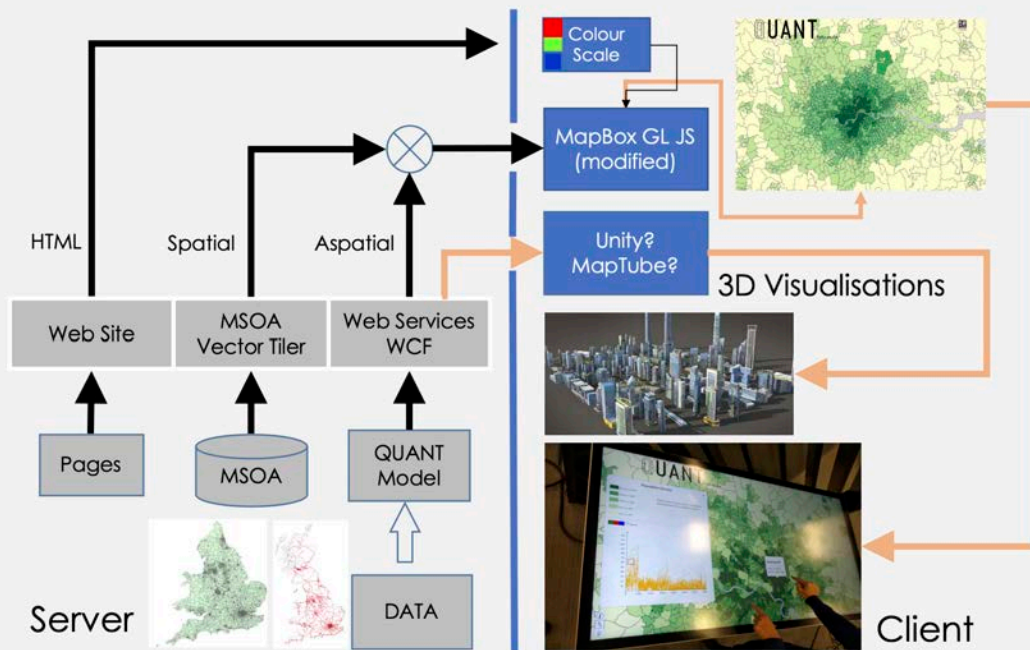 Colour
Scale
QUANT
MapBox GL JS
(modified)
HTML
Spatial
Aspatial
Unity?
MapTube?
3D Visualisations
Web Site
MSOA
Vector Tiler
Web Services
WCF
Pages
MSOA
QUANT
Model
DATA
Server
QUANT
Client